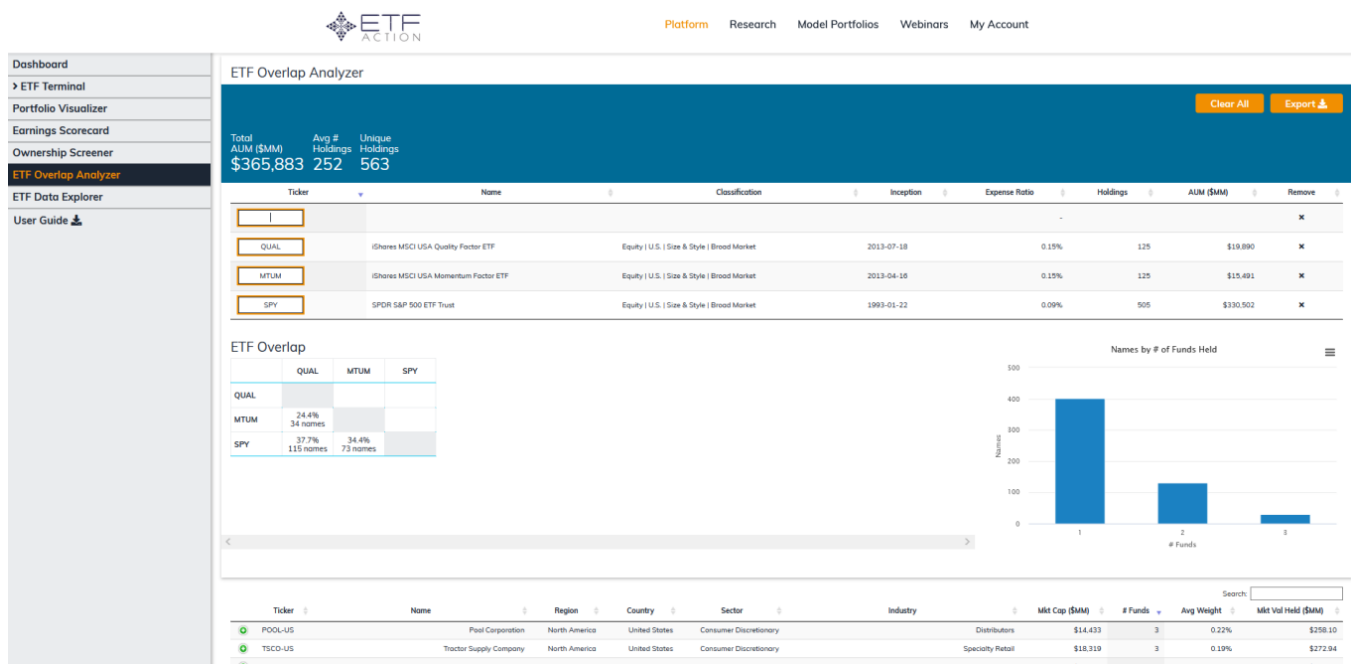 ETF
ACTION
Platform Research Model Portfolios Webinars My Account
Dashboard
> ETF Terminal
Portfolio Visualizer
Earnings Scorecard
Ownership Screener
ETF Overlap Analyzer
ETF Data Explorer
User Guide
ETF Overlap Analyzer
Clear All Export
Total Avg # Unique
AUM ($MM) Holdings Holdings
$365,883 252 563
Ticker Name Classification Inception Expense Ratio Holdings AUM ($MM) Remove
- ×
QUAL iShares MSCI USA Quality Factor ETF Equity | U.S. | Size & Style | Broad Market 2013-07-18 0.15% 125 $19,890 ×
MTUM iShares MSCI USA Momentum Factor ETF Equity | U.S. | Size & Style | Broad Market 2013-04-16 0.15% 125 $15,491 ×
SPY SPDR S&P 500 ETF Trust Equity | U.S. | Size & Style | Broad Market 1993-01-22 0.09% 505 $330,502 ×
ETF Overlap
QUAL MTUM SPY
QUAL
MTUM 24.4%
34 names
SPY 37.7% 34.4%
115 names 73 names
Names by # of Funds Held
500
400
300
200
100
0
Names
1 2 3
# Funds
Search:
Ticker Name Region Country Sector Industry Mkt Cap ($MM) # Funds Avg Weight Mkt Val Held ($MM)
POOL-US Pool Corporation North America United States Consumer Discretionary Distributors $14,433 3 0.22% $258.10
TSCO-US Tractor Supply Company North America United States Consumer Discretionary Specialty Retail $18,319 3 0.19% $272.94